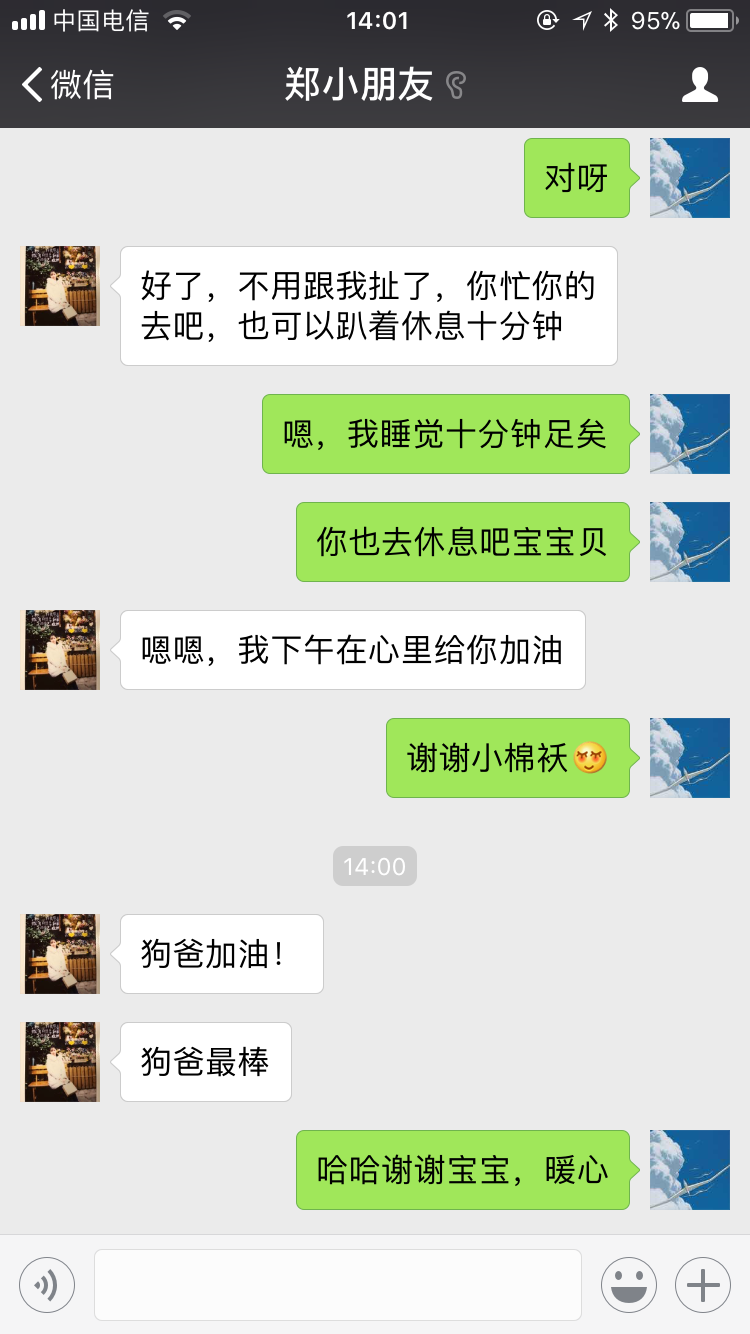 中国电信 14:01 95%
微信 郑小朋友
对呀
好了，不用跟我扯了，你忙你的
去吧，也可以趴着休息十分钟
嗯，我睡觉十分钟足矣
你也去休息吧宝宝贝
嗯嗯，我下午在心里给你加油
谢谢小棉袄
14:00
狗爸加油！
狗爸最棒
哈哈谢谢宝宝，暖心